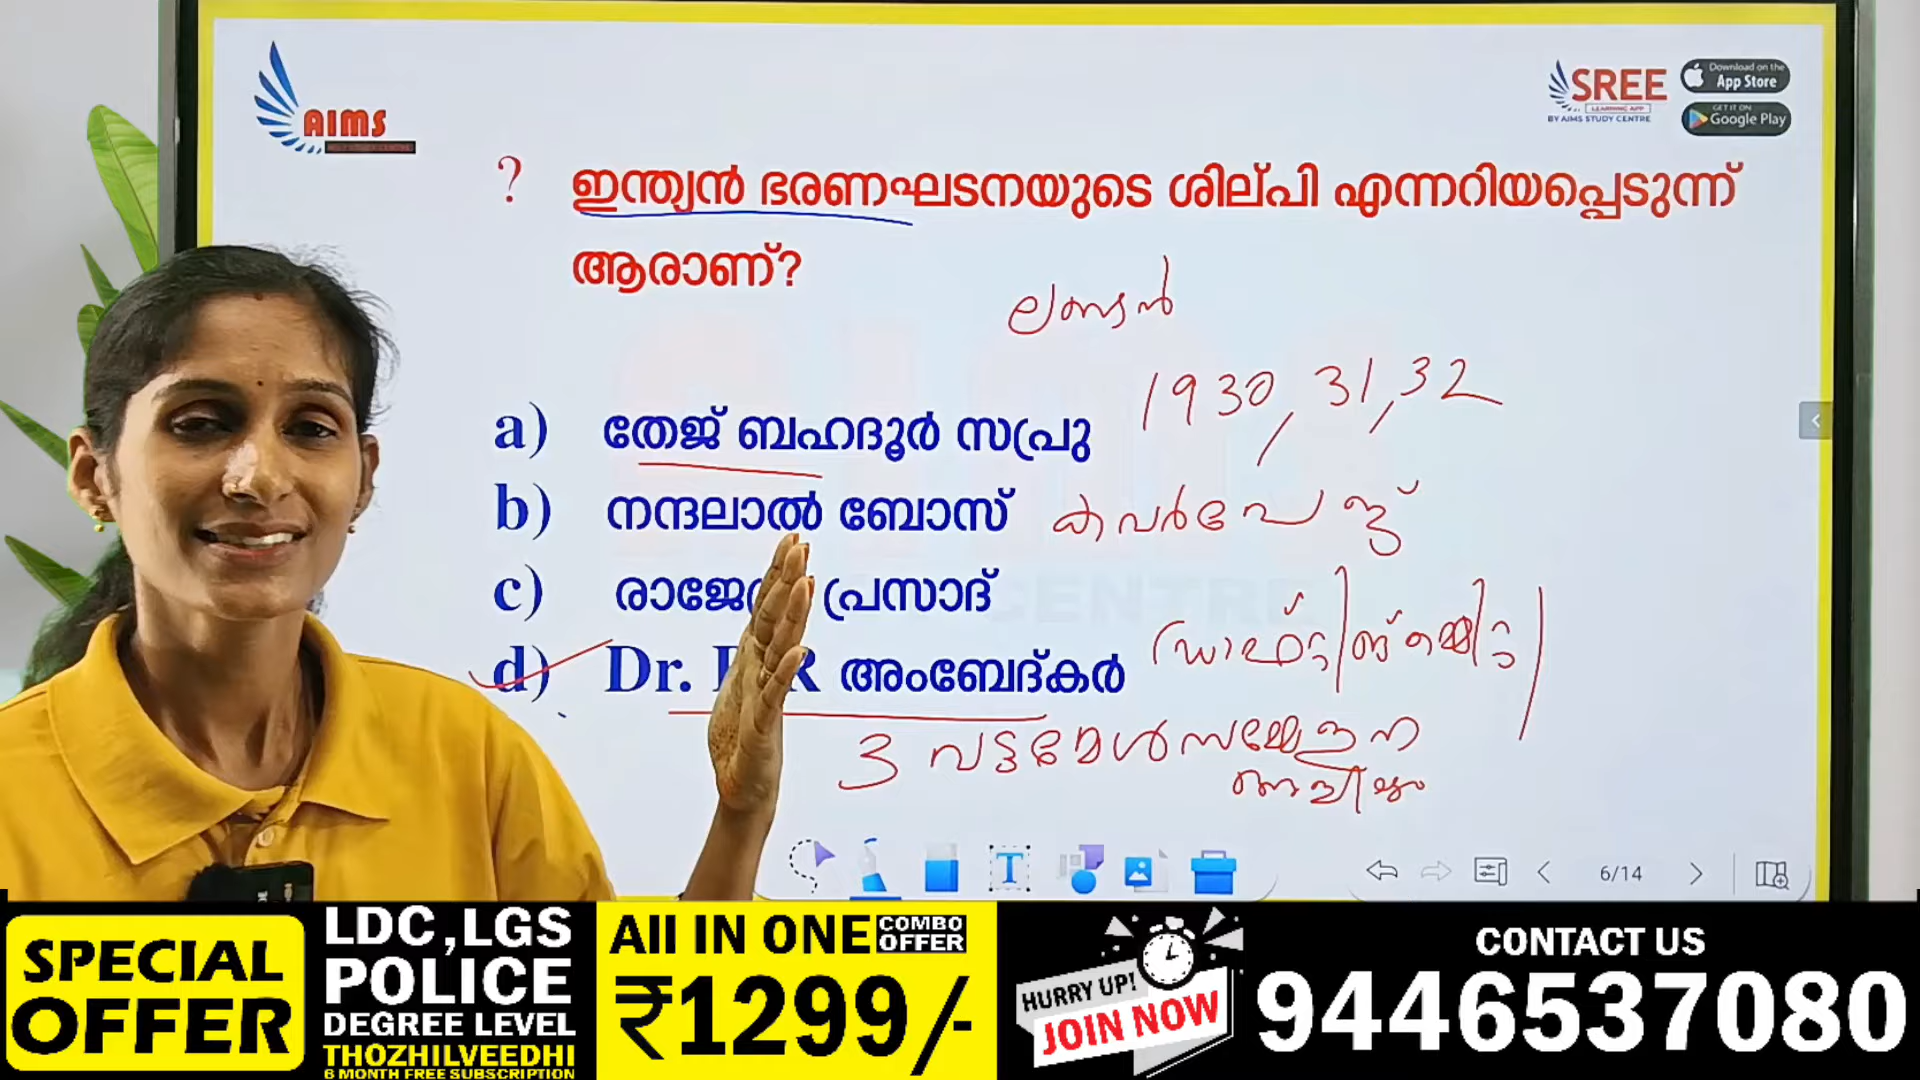 AIMS
SREE
LEARNING APP
BY AIMS STUDY CENTRE
Download on the
App Store
GET IT ON
Google Play
? ഇന്ത്യൻ ഭരണഘടനയുടെ ശില്പി എന്നറിയപ്പെടുന്ന്
ആരാണ്?
ലണ്ടൻ
1930, 31, 32
a) തേജ് ബഹദൂർ സപ്രു
b) നന്ദലാൽ ബോസ് കവർപേജ്
c) പ്രസാദ്
d) Dr. അംബേദ്കർ
3 വട്ടമേശസമ്മേളന
6/14
SPECIAL
OFFER
LDC,LGS
POLICE
DEGREE LEVEL
THOZHILVEEDHI
6 MONTH FREE SUBSCRIPTION
All IN ONE COMBO OFFER
₹1299/-
HURRY UP!
JOIN NOW
CONTACT US
9446537080